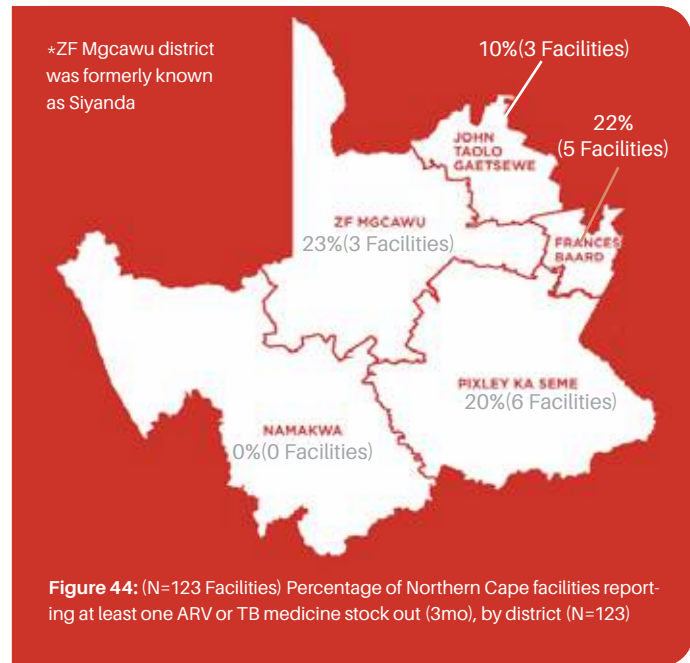 *ZF Mgcawu district
was formerly known
as Siyanda
10%(3 Facilities)
22%
(5 Facilities)
JOHN
TAOLO
GAETSEWE
ZF MGCAWU
23%(3 Facilities)
FRANCES
BAARD
PIXLEY KA SEME
20%(6 Facilities)
NAMAKWA
0%(0 Facilities)
Figure 44: (N=123 Facilities) Percentage of Northern Cape facilities report-
ing at least one ARV or TB medicine stock out (3mo), by district (N=123)